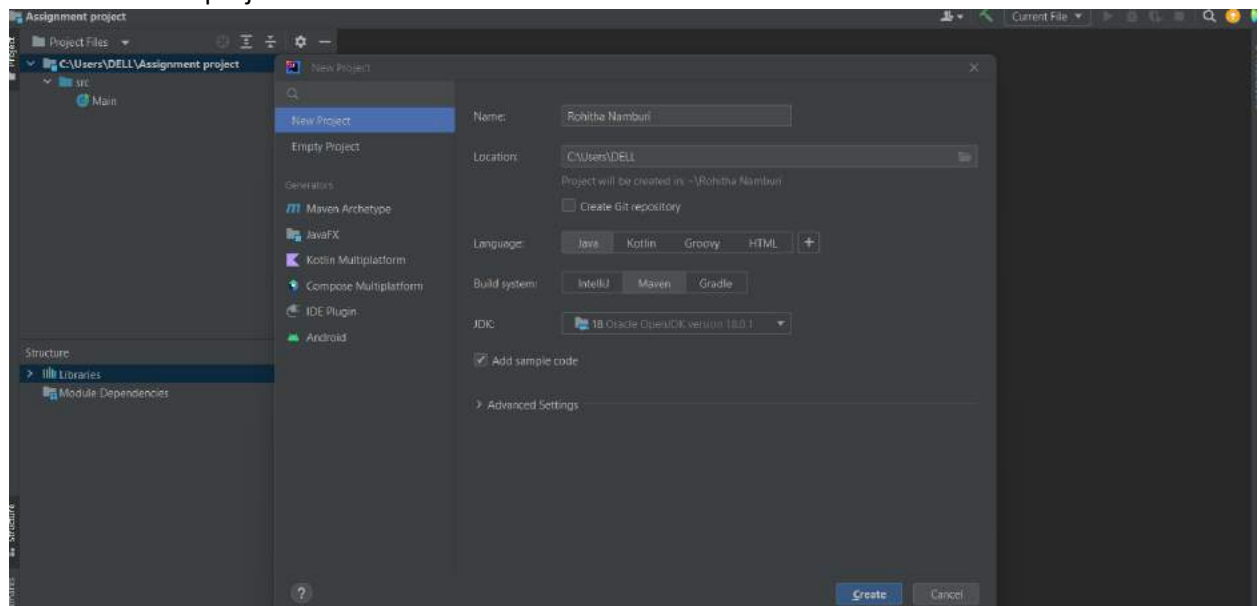 Assignment project
Current File
Project
Project Files
C:\Users\DELL\Assignment project
src
Main
New Project
New Project
Empty Project
Generators
Maven Archetype
JavaFX
Kotlin Multiplatform
Compose Multiplatform
IDE Plugin
Android
Name:
Rohitha Namburi
Location:
C:\Users\DELL
Project will be created in: ~\Rohitha Namburi
Create Git repository
Language:
Java
Kotlin
Groovy
HTML
+
Build system:
IntelliJ
Maven
Gradle
JDK:
18 Oracle OpenJDK version 18.0.1
Add sample code
Advanced Settings
Structure
Libraries
Module Dependencies
Structure
?
Create
Cancel